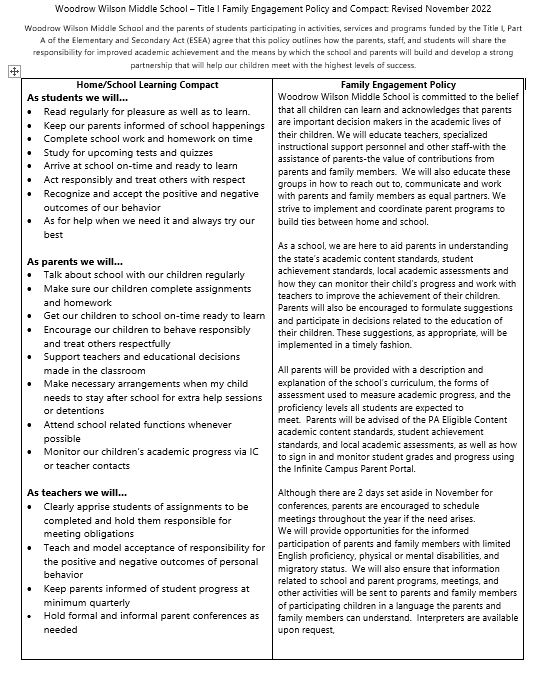 Woodrow Wilson Middle School – Title I Family Engagement Policy and Compact: Revised November 2022
Woodrow Wilson Middle School and the parents of students participating in activities, services and programs funded by the Title I, Part
A of the Elementary and Secondary Act (ESEA) agree that this policy outlines how the parents, staff, and students will share the
responsibility for improved academic achievement and the means by which the school and parents will build and develop a strong
partnership that will help our children meet with the highest levels of success.
Home/School Learning Compact
As students we will...
• Read regularly for pleasure as well as to learn.
• Keep our parents informed of school happenings
• Complete school work and homework on time
• Study for upcoming tests and quizzes
• Arrive at school on-time and ready to learn
• Act responsibly and treat others with respect
• Recognize and accept the positive and negative
outcomes of our behavior
• As for help when we need it and always try our
best
As parents we will...
• Talk about school with our children regularly
• Make sure our children complete assignments
and homework
• Get our children to school on-time ready to learn
• Encourage our children to behave responsibly
and treat others respectfully
• Support teachers and educational decisions
made in the classroom
• Make necessary arrangements when my child
needs to stay after school for extra help sessions
or detentions
• Attend school related functions whenever
possible
• Monitor our children's academic progress via IC
or teacher contacts
As teachers we will...
• Clearly apprise students of assignments to be
completed and hold them responsible for
meeting obligations
• Teach and model acceptance of responsibility for
the positive and negative outcomes of personal
behavior
• Keep parents informed of student progress at
minimum quarterly
• Hold formal and informal parent conferences as
needed
Family Engagement Policy
Woodrow Wilson Middle School is committed to the belief
that all children can learn and acknowledges that parents
are important decision makers in the academic lives of
their children. We will educate teachers, specialized
instructional support personnel and other staff-with the
assistance of parents-the value of contributions from
parents and family members. We will also educate these
groups in how to reach out to, communicate and work
with parents and family members as equal partners. We
strive to implement and coordinate parent programs to
build ties between home and school.
As a school, we are here to aid parents in understanding
the state's academic content standards, student
achievement standards, local academic assessments and
how they can monitor their child's progress and work with
teachers to improve the achievement of their children.
Parents will also be encouraged to formulate suggestions
and participate in decisions related to the education of
their children. These suggestions, as appropriate, will be
implemented in a timely fashion.
All parents will be provided with a description and
explanation of the school's curriculum, the forms of
assessment used to measure academic progress, and the
proficiency levels all students are expected to
meet. Parents will be advised of the PA Eligible Content
academic content standards, student achievement
standards, and local academic assessments, as well as how
to sign in and monitor student grades and progress using
the Infinite Campus Parent Portal.
Although there are 2 days set aside in November for
conferences, parents are encouraged to schedule
meetings throughout the year if the need arises.
We will provide opportunities for the informed
participation of parents and family members with limited
English proficiency, physical or mental disabilities, and
migratory status. We will also ensure that information
related to school and parent programs, meetings, and
other activities will be sent to parents and family members
of participating children in a language the parents and
family members can understand. Interpreters are available
upon request,